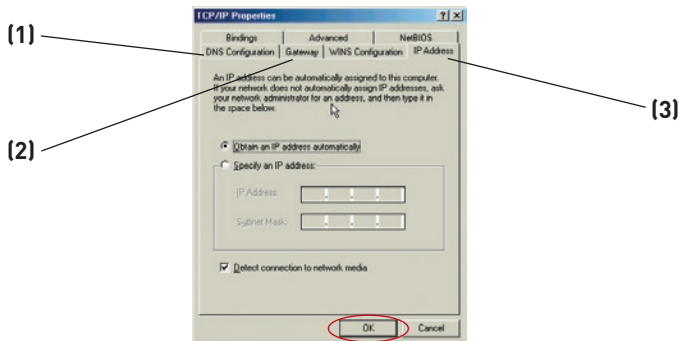 TCP/IP Properties
Bindings Advanced NetBIOS
(1)
DNS Configuration Gateway WINS Configuration IP Address
An IP address can be automatically assigned to this computer.
If your network does not automatically assign IP addresses, ask
your network administrator for an address, and then type it in
the space below.
(3)
(2)
Obtain an IP address automatically
Specify an IP address:
IP Address:
Subnet Mask:
Detect connection to network media
OK Cancel